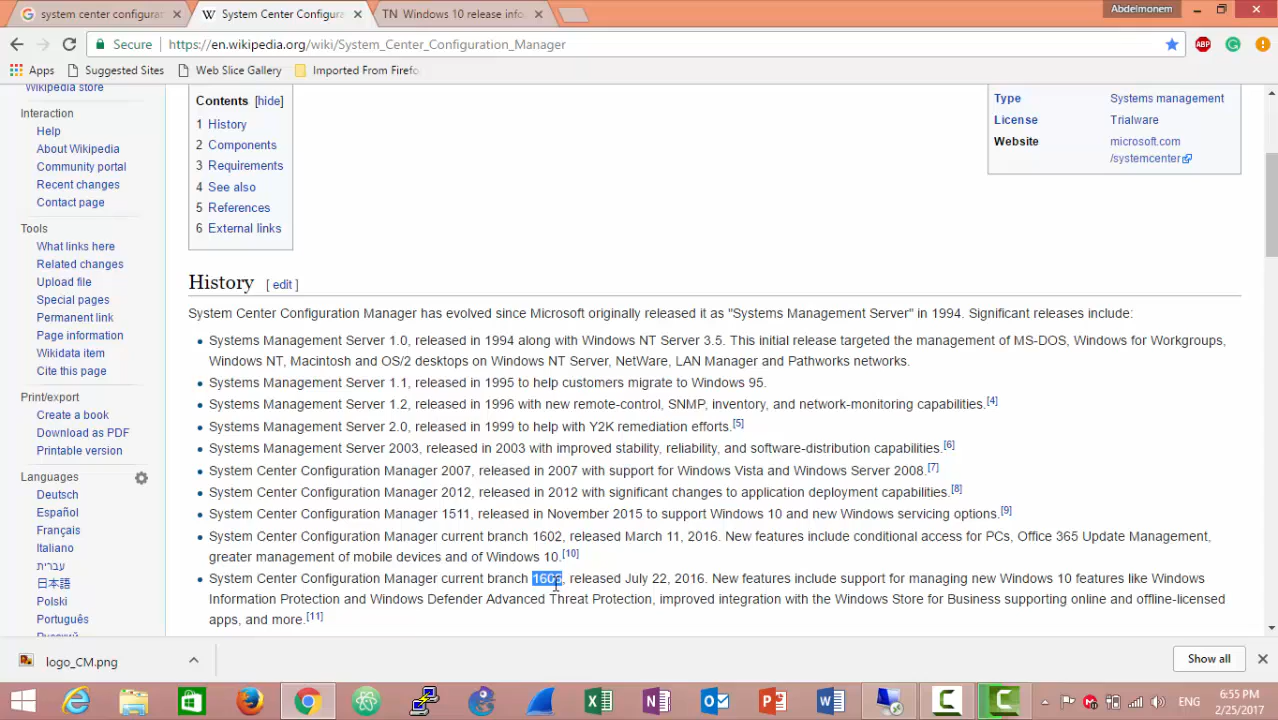 system center configurat
System Center Configura
TN Windows 10 release info
Abdelmonem
Secure
https://en.wikipedia.org/wiki/System_Center_Configuration_Manager
ABP
Apps
Suggested Sites
Web Slice Gallery
Imported From Firefo
Wikipedia store
Interaction
Help
About Wikipedia
Community portal
Recent changes
Contact page
Tools
What links here
Related changes
Upload file
Special pages
Permanent link
Page information
Wikidata item
Cite this page
Print/export
Create a book
Download as PDF
Printable version
Languages
Deutsch
Español
Français
Italiano
עברית
日本語
Polski
Português
Русский
Contents [hide]
1 History
2 Components
3 Requirements
4 See also
5 References
6 External links
Type Systems management
License Trialware
Website microsoft.com
/systemcenter
History [ edit ]
System Center Configuration Manager has evolved since Microsoft originally released it as "Systems Management Server" in 1994. Significant releases include:
Systems Management Server 1.0, released in 1994 along with Windows NT Server 3.5. This initial release targeted the management of MS-DOS, Windows for Workgroups,
Windows NT, Macintosh and OS/2 desktops on Windows NT Server, NetWare, LAN Manager and Pathworks networks.
Systems Management Server 1.1, released in 1995 to help customers migrate to Windows 95.
Systems Management Server 1.2, released in 1996 with new remote-control, SNMP, inventory, and network-monitoring capabilities.[4]
Systems Management Server 2.0, released in 1999 to help with Y2K remediation efforts.[5]
Systems Management Server 2003, released in 2003 with improved stability, reliability, and software-distribution capabilities.[6]
System Center Configuration Manager 2007, released in 2007 with support for Windows Vista and Windows Server 2008.[7]
System Center Configuration Manager 2012, released in 2012 with significant changes to application deployment capabilities.[8]
System Center Configuration Manager 1511, released in November 2015 to support Windows 10 and new Windows servicing options.[9]
System Center Configuration Manager current branch 1602, released March 11, 2016. New features include conditional access for PCs, Office 365 Update Management,
greater management of mobile devices and of Windows 10.[10]
System Center Configuration Manager current branch 1606, released July 22, 2016. New features include support for managing new Windows 10 features like Windows
Information Protection and Windows Defender Advanced Threat Protection, improved integration with the Windows Store for Business supporting online and offline-licensed
apps, and more.[11]
logo_CM.png
Show all
ENG
6:55 PM
2/25/2017